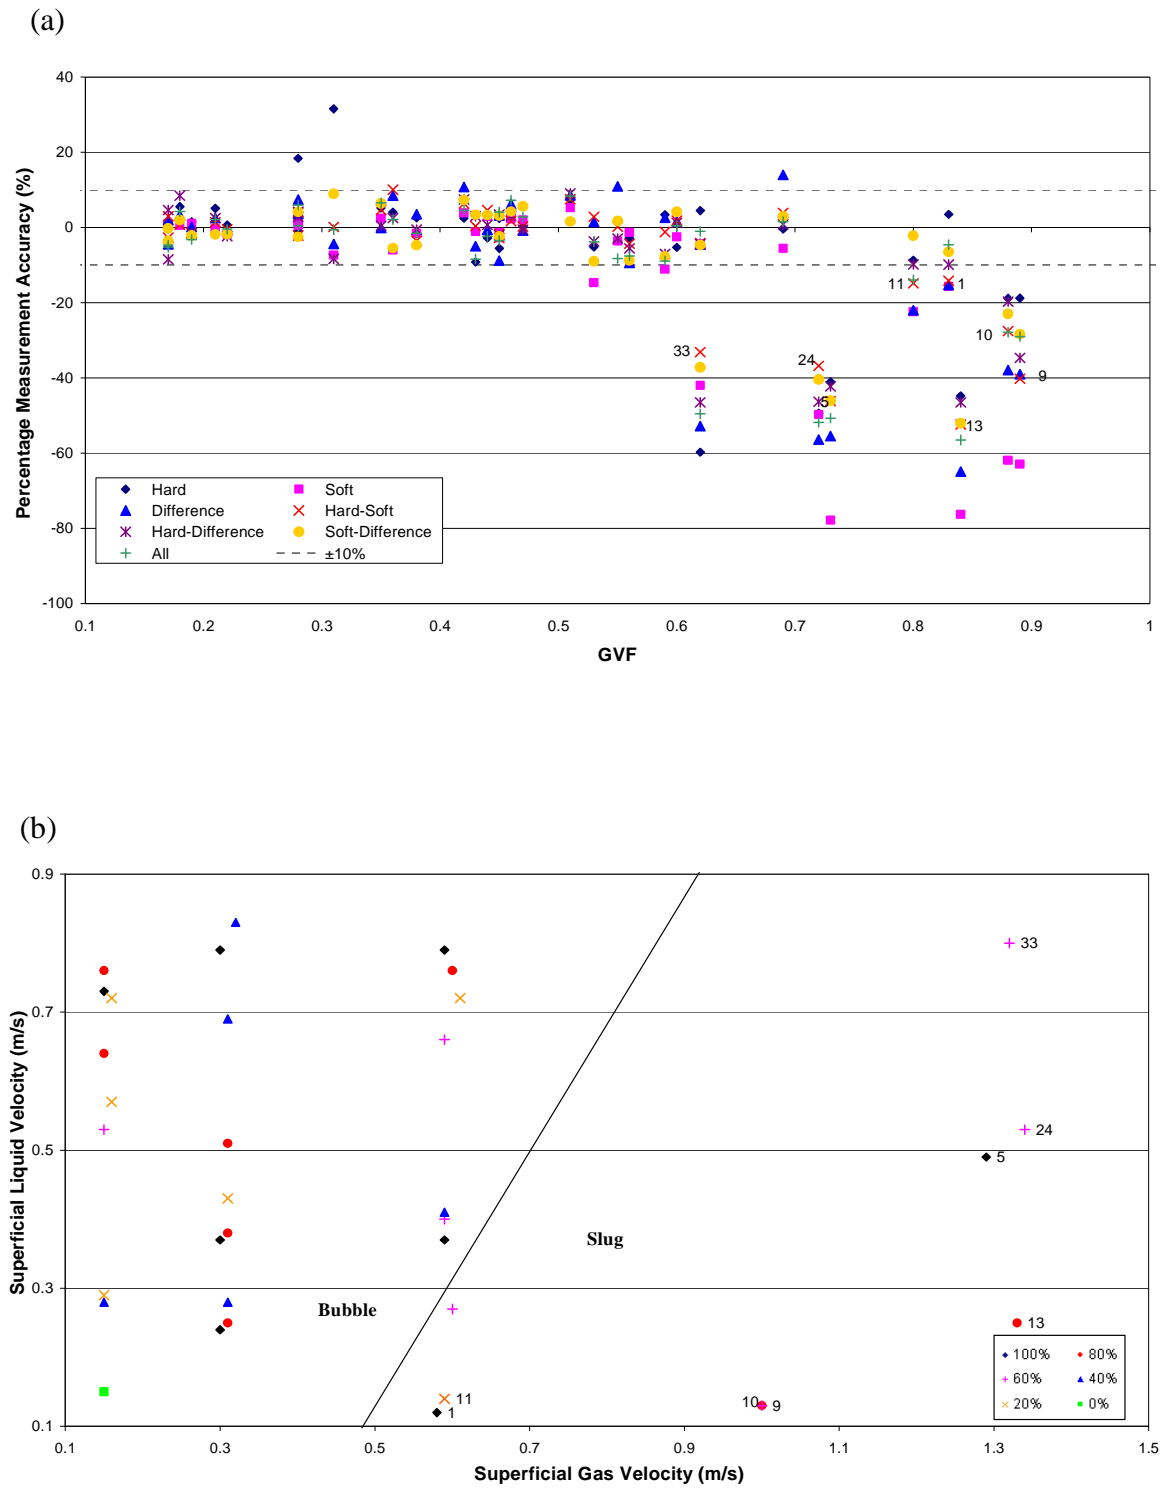 (a)
40
20
0
-20
-40
-60
-80
-100
Percentage Measurement Accuracy (%)
11
1
33
24
10
5
9
13
Hard
Soft
Difference
Hard-Soft
Hard-Difference
Soft-Difference
All
±10%
0.1 0.2 0.3 0.4 0.5 0.6 0.7 0.8 0.9 1
GVF
(b)
0.9
0.7
0.5
0.3
0.1
Superficial Liquid Velocity (m/s)
33
24
5
Slug
Bubble
13
11
1
10
9
100% 80%
60% 40%
20% 0%
0.1 0.3 0.5 0.7 0.9 1.1 1.3 1.5
Superficial Gas Velocity (m/s)